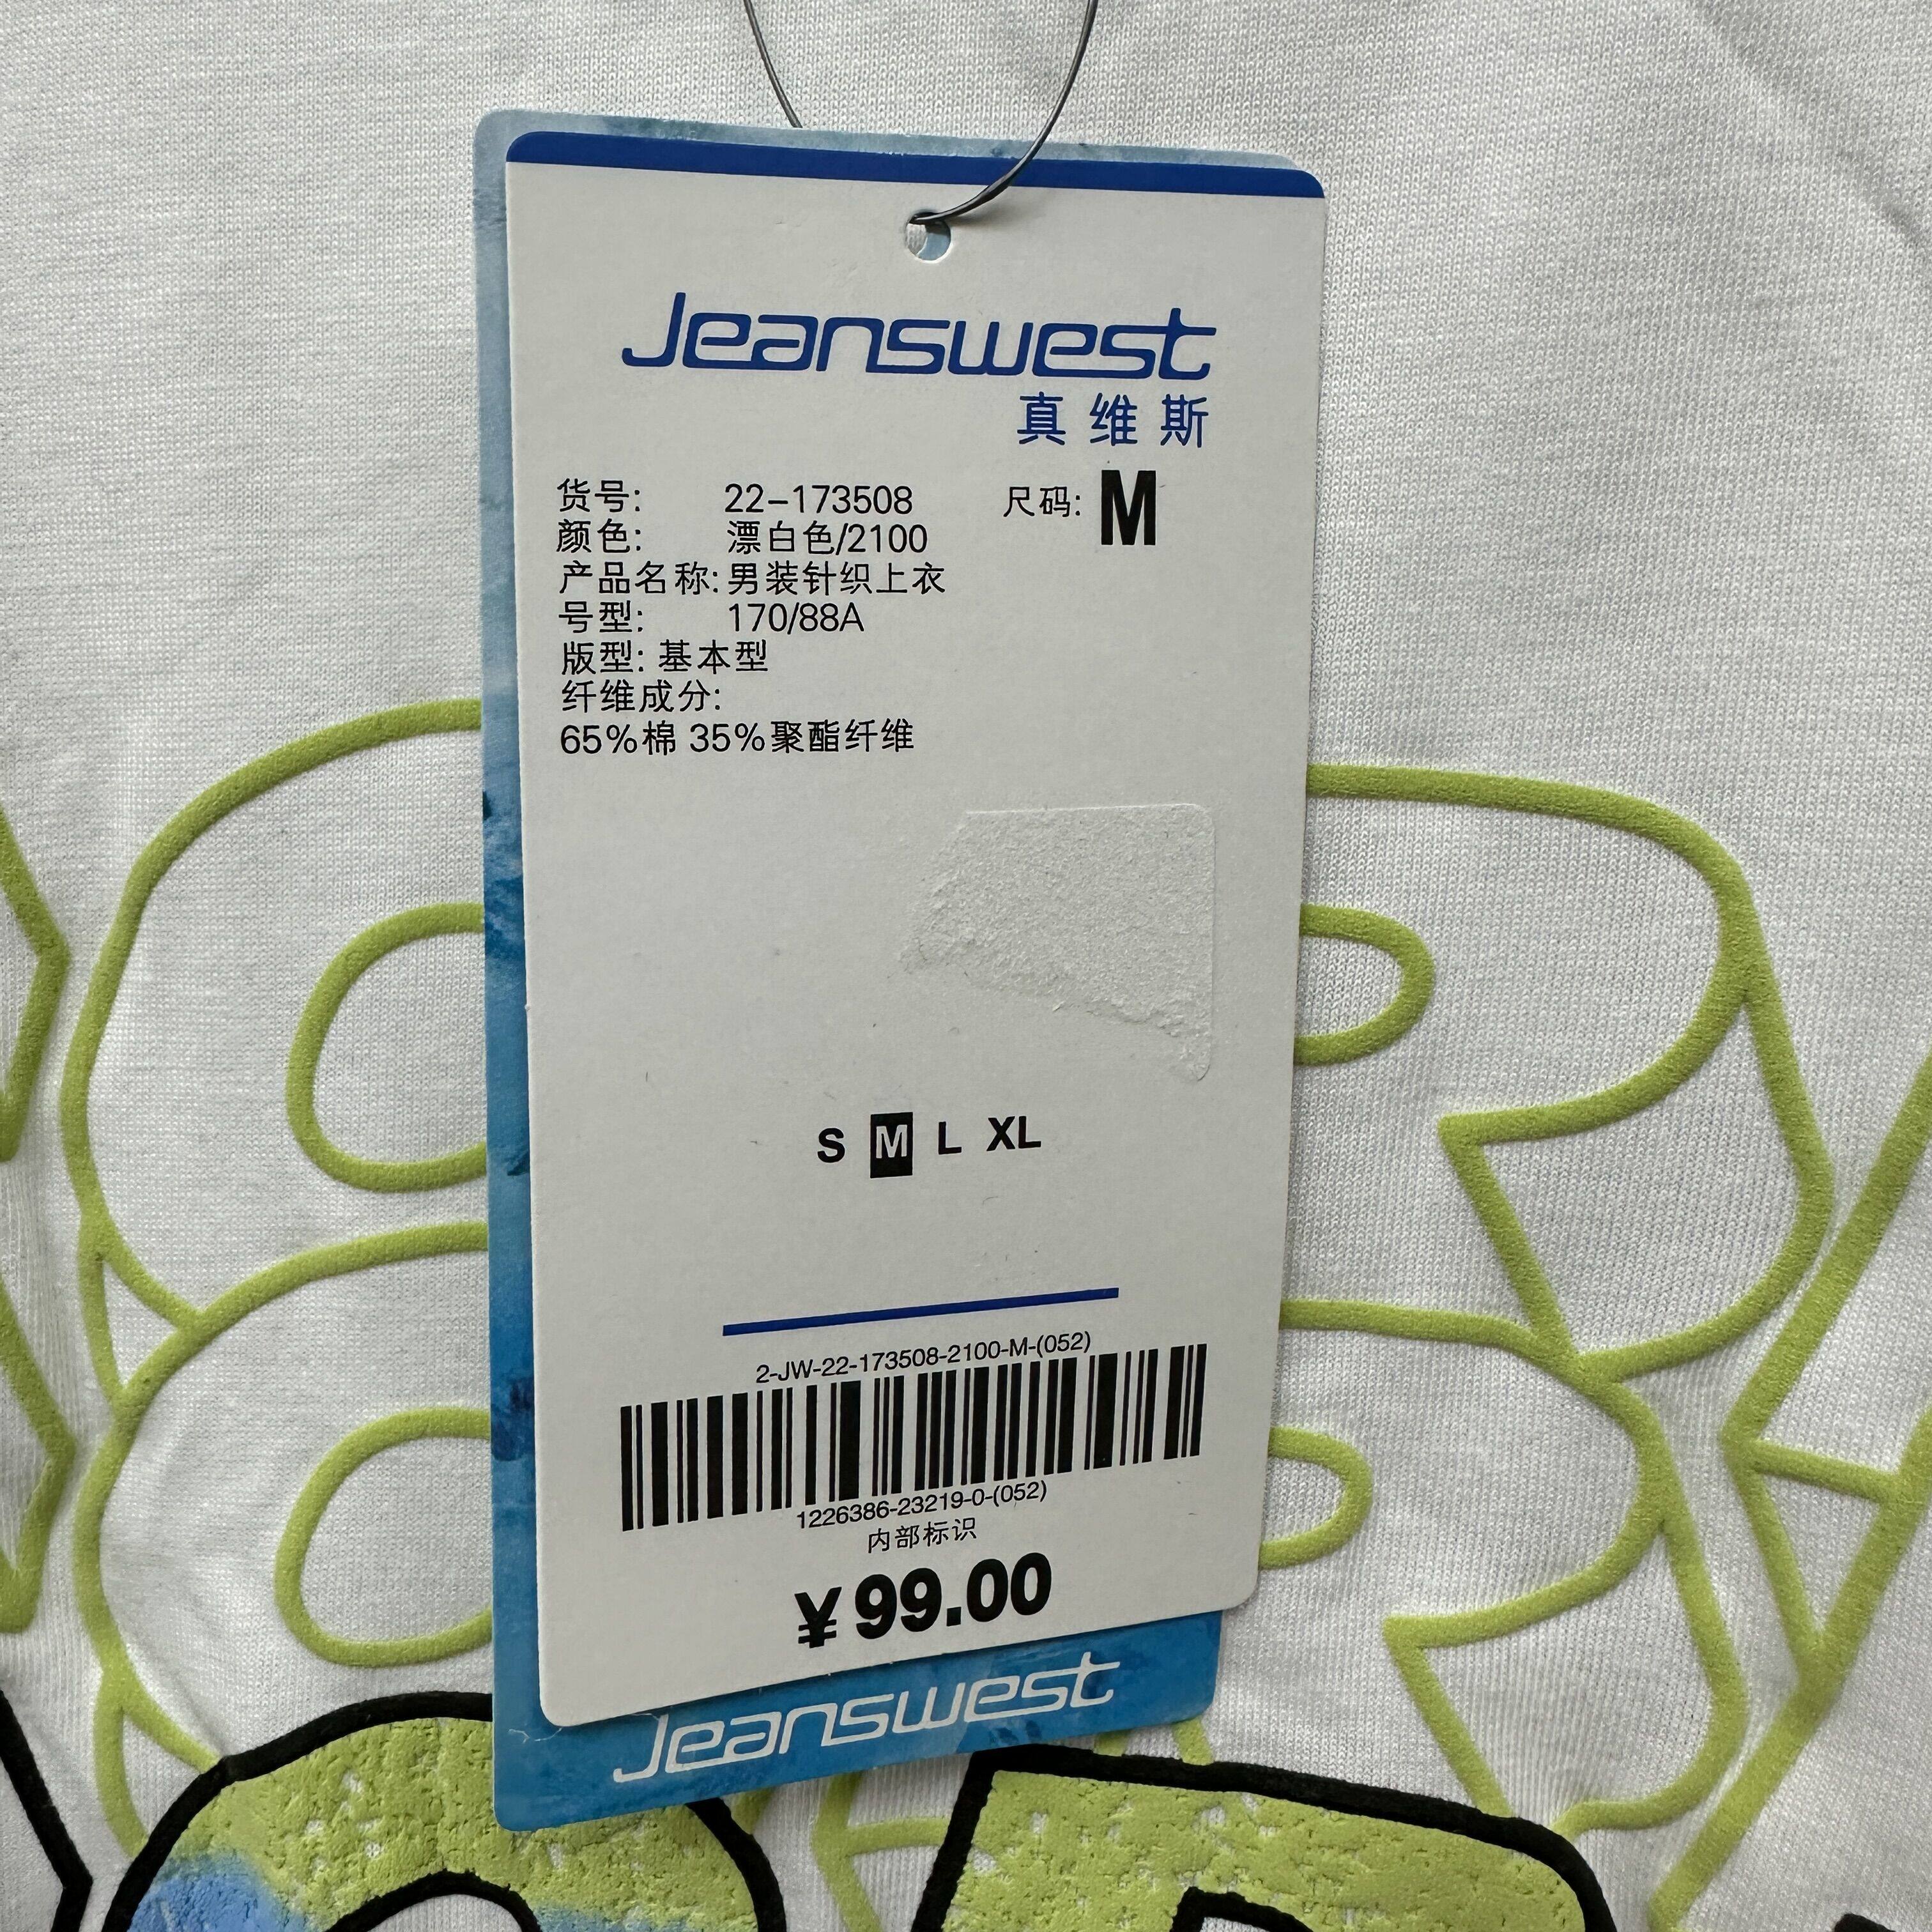 Jeanswest
真维斯
货号: 22-173508 尺码: M
颜色: 漂白色/2100
产品名称: 男装针织上衣
号型: 170/88A
版型: 基本型
纤维成分:
65%棉 35%聚酯纤维
S M L XL
2-JW-22-173508-2100-M-(052)
1226386-23219-0-(052)
内部标识
¥99.00
Jeanswest